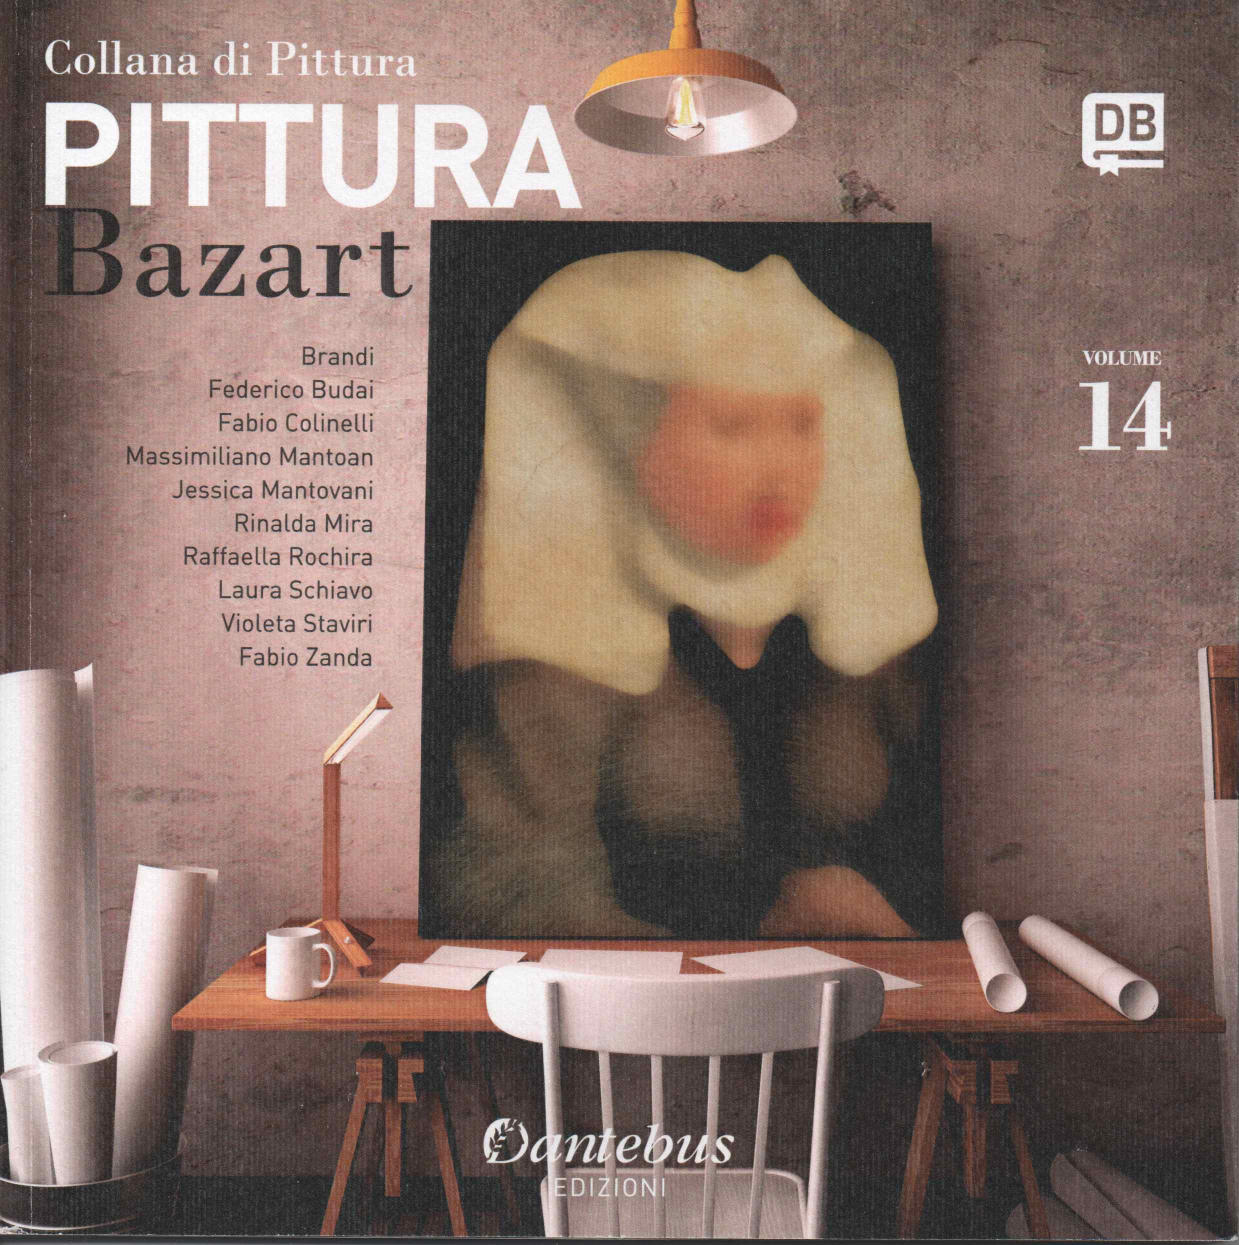 Collana di Pittura
PITTURA
Bazart
DB
Brandi
Federico Budai
Fabio Colinelli
Massimiliano Mantoan
Jessica Mantovani
Rinalda Mira
Raffaella Rochira
Laura Schiavo
Violeta Staviri
Fabio Zanda
VOLUME
14
Dantebus
EDIZIONI